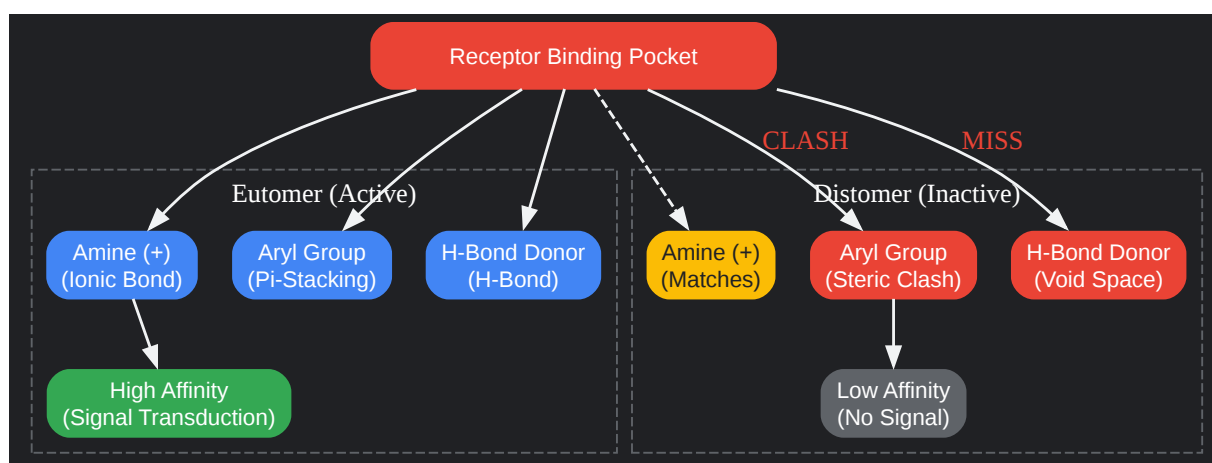 Receptor Binding Pocket
CLASH
MISS
Eutomer (Active)
Distomer (Inactive)
Amine (+)
(Ionic Bond)
Aryl Group
(Pi-Stacking)
H-Bond Donor
(H-Bond)
Amine (+)
(Matches)
Aryl Group
(Steric Clash)
H-Bond Donor
(Void Space)
High Affinity
(Signal Transduction)
Low Affinity
(No Signal)